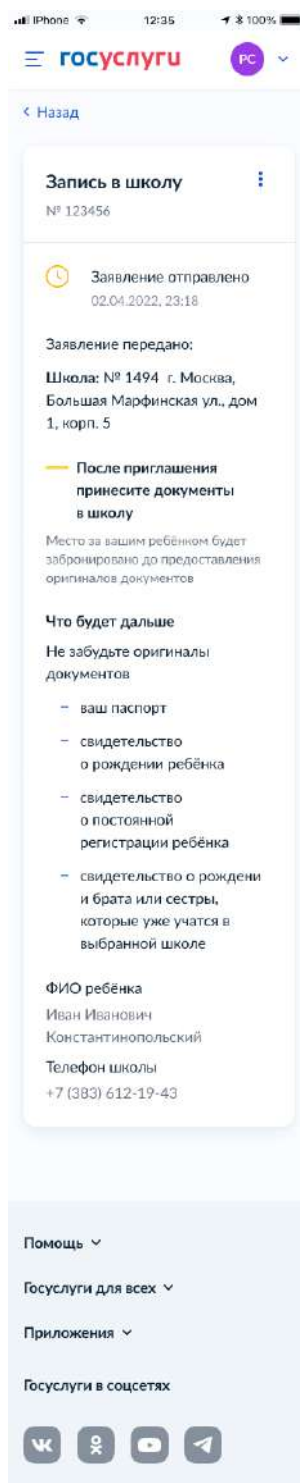 iPhone 12:35 100%
госуслуги РС
Назад
Запись в школу
№ 123456
Заявление отправлено
02.04.2022, 23:18
Заявление передано:
Школа: № 1494 г. Москва,
Большая Марфинская ул., дом
1, корп. 5
После приглашения
принесите документы
в школу
Место за вашим ребёнком будет
забронировано до предоставления
оригиналов документов
Что будет дальше
Не забудьте оригиналы
документов
– ваш паспорт
– свидетельство
о рождении ребёнка
– свидетельство
о постоянной
регистрации ребёнка
– свидетельство о рождени
и брата или сестры,
которые уже учатся в
выбранной школе
ФИО ребёнка
Иван Иванович
Константинопольский
Телефон школы
+7 (383) 612-19-43
Помощь
Госуслуги для всех
Приложения
Госуслуги в соцсетях